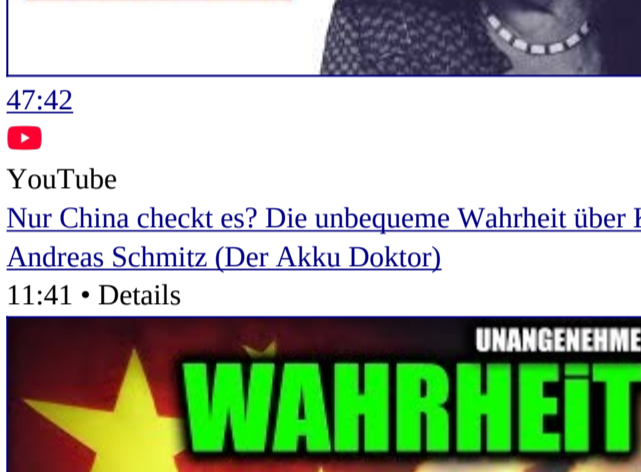 47:42
YouTube
Nur China checkt es? Die unbequeme Wahrheit über
Andreas Schmitz (Der Akku Doktor)
11:41 • Details
UNANGENEHME
WAHRHEiT